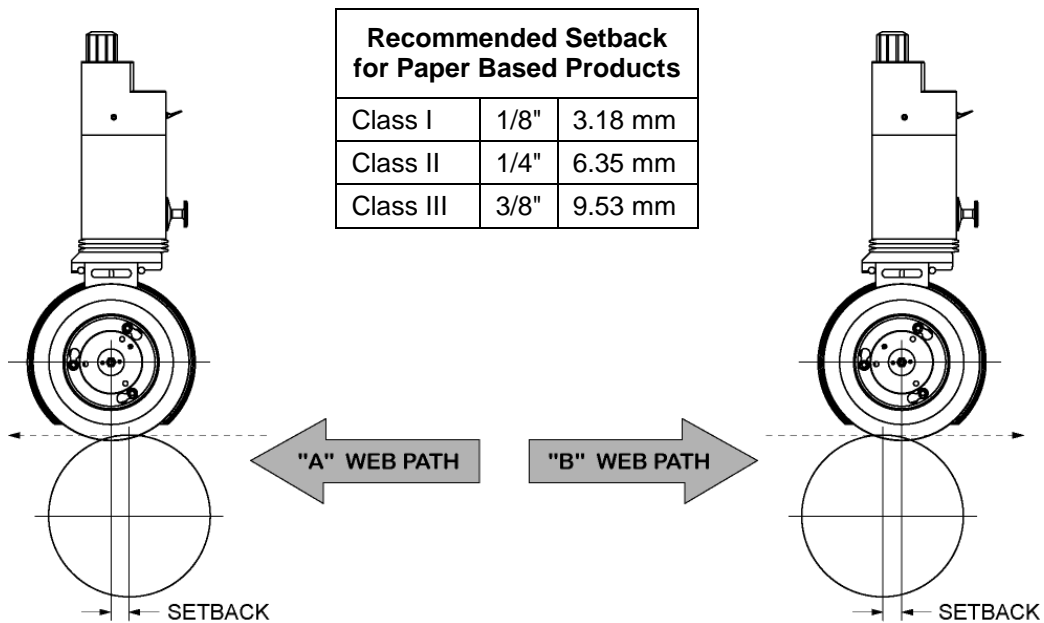 Recommended Setback
for Paper Based Products
Class I 1/8" 3.18 mm
Class II 1/4" 6.35 mm
Class III 3/8" 9.53 mm
"A" WEB PATH
"B" WEB PATH
SETBACK
SETBACK